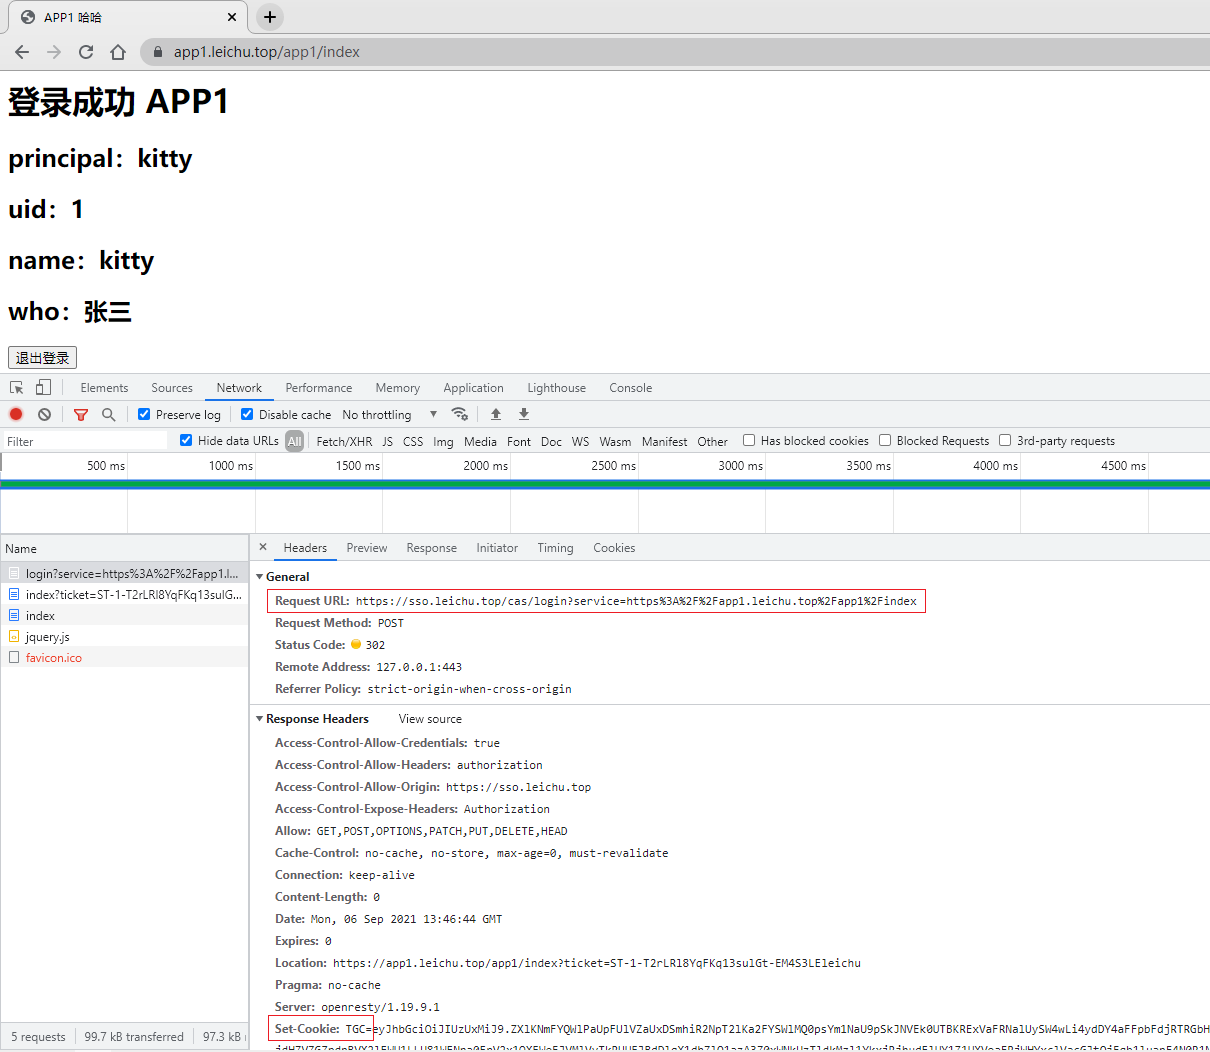 APP1 哈哈
app1.leichu.top/app1/index
登录成功 APP1
principal：kitty
uid：1
name：kitty
who：张三
退出登录
Elements Sources Network Performance Memory Application Lighthouse Console
Preserve log Disable cache No throttling
Filter Hide data URLs All Fetch/XHR JS CSS Img Media Font Doc WS Wasm Manifest Other Has blocked cookies Blocked Requests 3rd-party requests
500 ms 1000 ms 1500 ms 2000 ms 2500 ms 3000 ms 3500 ms 4000 ms 4500 ms
Name
login?service=https%3A%2F%2Fapp1.l...
index?ticket=ST-1-T2rLRl8YqFKq13sulG...
index
jquery.js
favicon.ico
5 requests 99.7 kB transferred 97.3 kB
Headers Preview Response Initiator Timing Cookies
General
Request URL: https://sso.leichu.top/cas/login?service=https%3A%2F%2Fapp1.leichu.top%2Fapp1%2Findex
Request Method: POST
Status Code: 302
Remote Address: 127.0.0.1:443
Referrer Policy: strict-origin-when-cross-origin
Response Headers View source
Access-Control-Allow-Credentials: true
Access-Control-Allow-Headers: authorization
Access-Control-Allow-Origin: https://sso.leichu.top
Access-Control-Expose-Headers: Authorization
Allow: GET,POST,OPTIONS,PATCH,PUT,DELETE,HEAD
Cache-Control: no-cache, no-store, max-age=0, must-revalidate
Connection: keep-alive
Content-Length: 0
Date: Mon, 06 Sep 2021 13:46:44 GMT
Expires: 0
Location: https://app1.leichu.top/app1/index?ticket=ST-1-T2rLRl8YqFKq13sulGt-EM4S3LEleichu
Pragma: no-cache
Server: openresty/1.19.9.1
Set-Cookie: TGC=